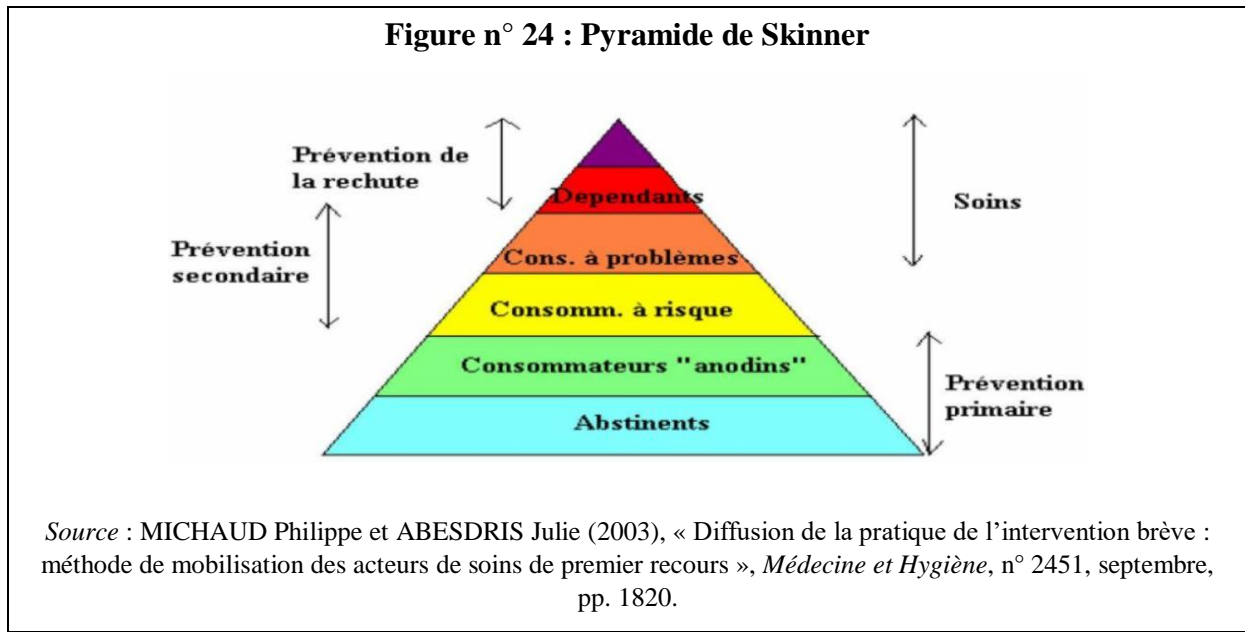 Figure n° 24 : Pyramide de Skinner
Prévention de
la rechute
Dependants
Soins
Prévention
secondaire
Cons. à problèmes
Consomm. à risque
Consommateurs "anodins"
Prévention
primaire
Abstinents
Source : MICHAUD Philippe et ABESDRIS Julie (2003), « Diffusion de la pratique de l’intervention brève :
méthode de mobilisation des acteurs de soins de premier recours », Médecine et Hygiène, n° 2451, septembre,
pp. 1820.